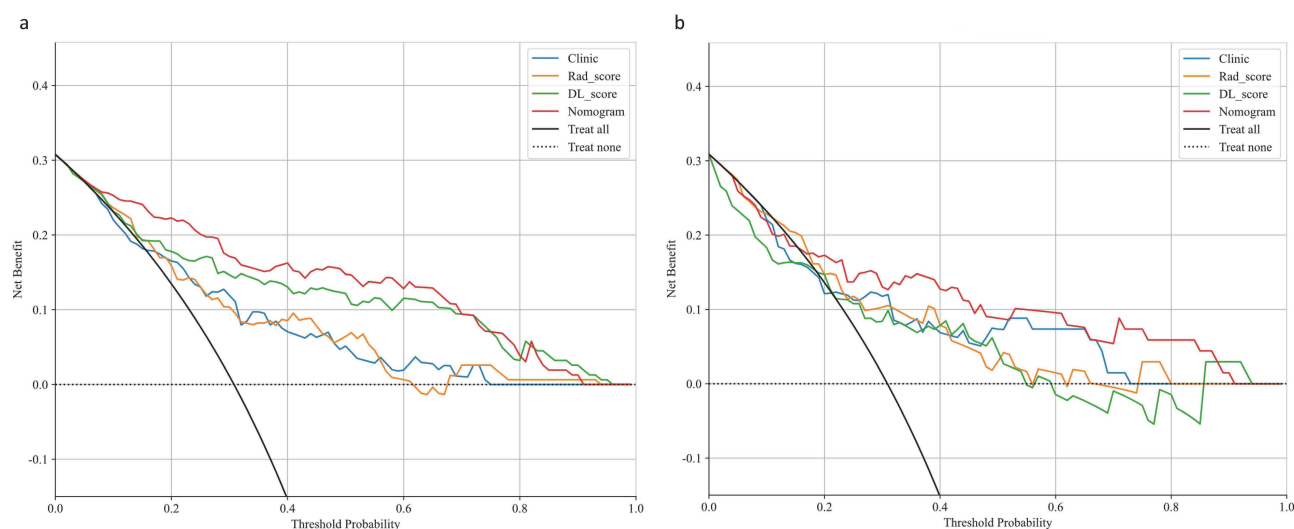 a
Clinic
Rad_score
DL_score
Nomogram
Treat all
Treat none
Net Benefit
0.4
0.3
0.2
0.1
0.0
-0.1
0.0 0.2 0.4 0.6 0.8 1.0
Threshold Probability
b
Clinic
Rad_score
DL_score
Nomogram
Treat all
Treat none
Net Benefit
0.4
0.3
0.2
0.1
0.0
-0.1
0.0 0.2 0.4 0.6 0.8 1.0
Threshold Probability